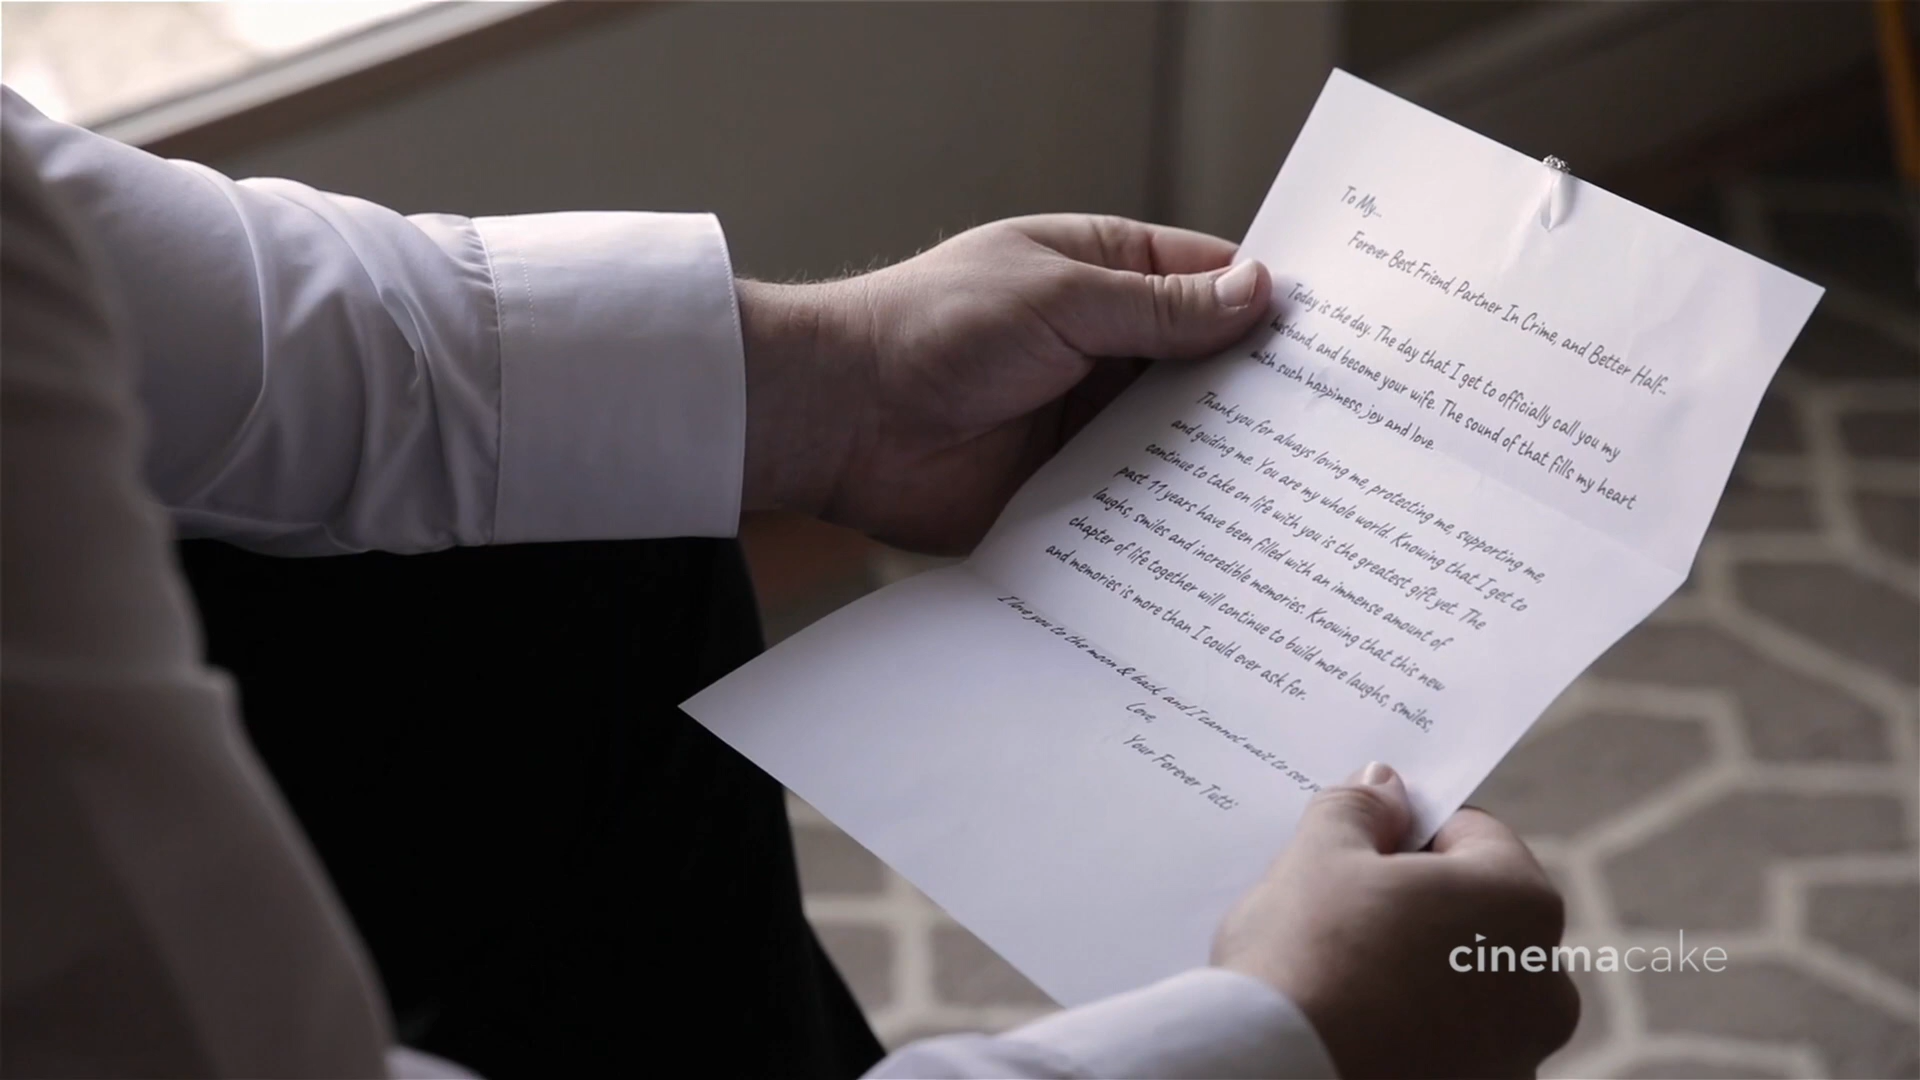 To My...
Forever Best Friend, Partner In Crime, and Better Half...
Today is the day. The day that I get to officially call you my
husband, and become your wife. The sound of that fills my heart
with such happiness, joy and love.
Thank you for always loving me, protecting me, supporting me,
and guiding me. You are my whole world. Knowing that I get to
continue to take on life with you is the greatest gift yet. The
past 11 years have been filled with an immense amount of
laughs, smiles and incredible memories. Knowing that this new
chapter of life together will continue to build more laughs, smiles,
and memories is more than I could ever ask for.
I love you to the moon & back, and I cannot wait to see
Love,
Your Forever Tutti
cinemacake